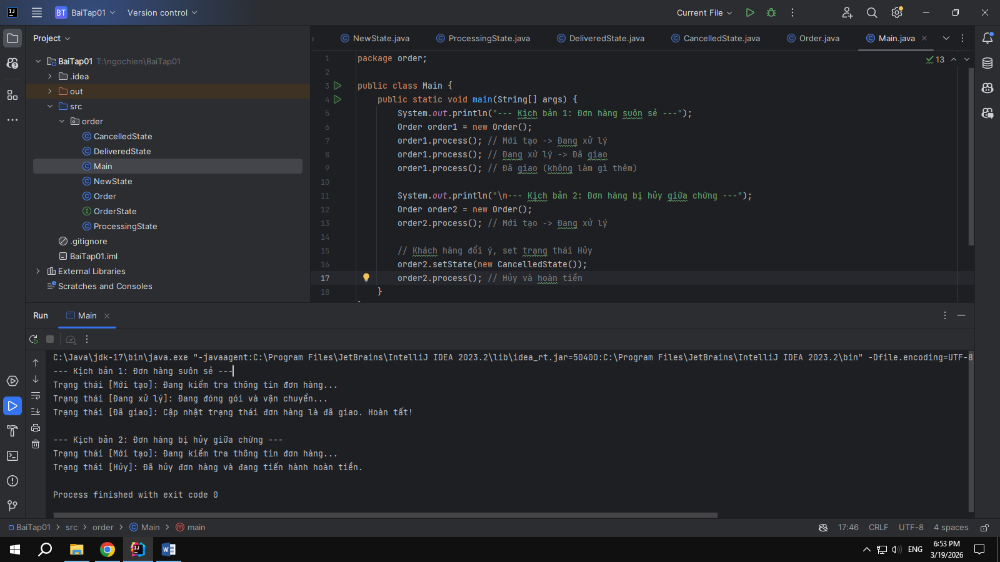 BT BaiTap01
Version control
Current File
Project
NewState.java
ProcessingState.java
DeliveredState.java
CancelledState.java
Order.java
Main.java
BaiTap01 T:\ngochien\BaiTap01
.idea
out
src
order
CancelledState
DeliveredState
Main
NewState
Order
OrderState
ProcessingState
.gitignore
BaiTap01.iml
External Libraries
Scratches and Consoles
13
1 package order;
2
3 public class Main {
4 public static void main(String[] args) {
5 System.out.println("--- Kịch bản 1: Đơn hàng suôn sẻ ---");
6 Order order1 = new Order();
7 order1.process(); // Mới tạo -> Đang xử lý
8 order1.process(); // Đang xử lý -> Đã giao
9 order1.process(); // Đã giao (không làm gì thêm)
10
11 System.out.println("\n--- Kịch bản 2: Đơn hàng bị hủy giữa chừng ---");
12 Order order2 = new Order();
13 order2.process(); // Mới tạo -> Đang xử lý
14
15 // Khách hàng đổi ý, set trạng thái Hủy
16 order2.setState(new CancelledState());
17 order2.process(); // Hủy và hoàn tiền
18 }
Run
Main
C:\Java\jdk-17\bin\java.exe "-javaagent:C:\Program Files\JetBrains\IntelliJ IDEA 2023.2\lib\idea_rt.jar=50400:C:\Program Files\JetBrains\IntelliJ IDEA 2023.2\bin" -Dfile.encoding=UTF-8
--- Kịch bản 1: Đơn hàng suôn sẻ ---
Trạng thái [Mới tạo]: Đang kiểm tra thông tin đơn hàng...
Trạng thái [Đang xử lý]: Đang đóng gói và vận chuyển...
Trạng thái [Đã giao]: Cập nhật trạng thái đơn hàng là đã giao. Hoàn tất!
--- Kịch bản 2: Đơn hàng bị hủy giữa chừng ---
Trạng thái [Mới tạo]: Đang kiểm tra thông tin đơn hàng...
Trạng thái [Hủy]: Đã hủy đơn hàng và đang tiến hành hoàn tiền.
Process finished with exit code 0
BaiTap01 > src > order > Main > main
17:46 CRLF UTF-8 4 spaces
ENG
6:53 PM
3/19/2026